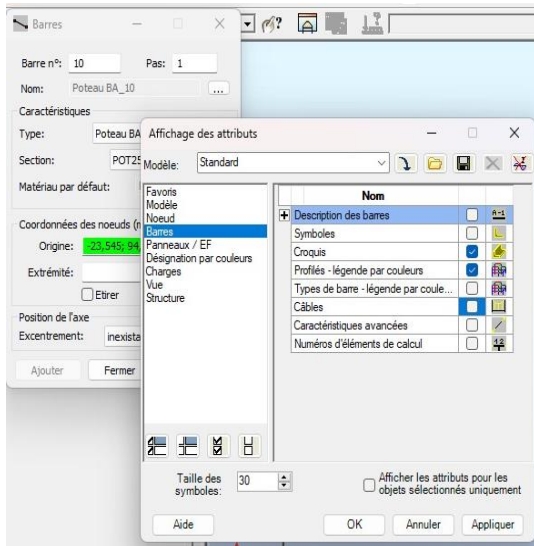 Barres
Barre n°: 10 Pas: 1
Nom: Poteau BA_10 ...
Caractéristiques
Type: Poteau BA
Section: POT25
Matériau par défaut:
Coordonnées des noeuds (m
Origine: -23,545; 94,
Extrémité:
Etirer
Position de l'axe
Excentrement: inexista
Ajouter Fermer
Affichage des attributs
Modèle: Standard
Favoris
Modèle
Noeud
Barres
Panneaux / EF
Désignation par couleurs
Charges
Vue
Structure
Nom
Description des barres
Symboles
Croquis
Profilés - légende par couleurs
Types de barre - légende par coule...
Câbles
Caractéristiques avancées
Numéros d'éléments de calcul
Taille des symboles: 30
Afficher les attributs pour les
objets sélectionnés uniquement
Aide OK Annuler Appliquer